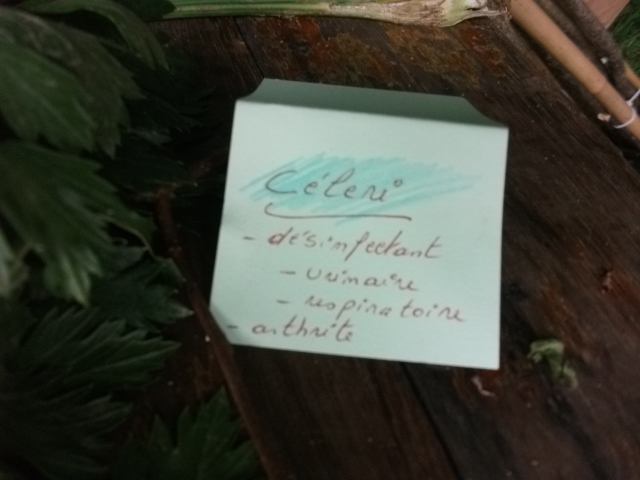 Céleri
- désinfectant
- urinaire
- respiratoire
- arthrite